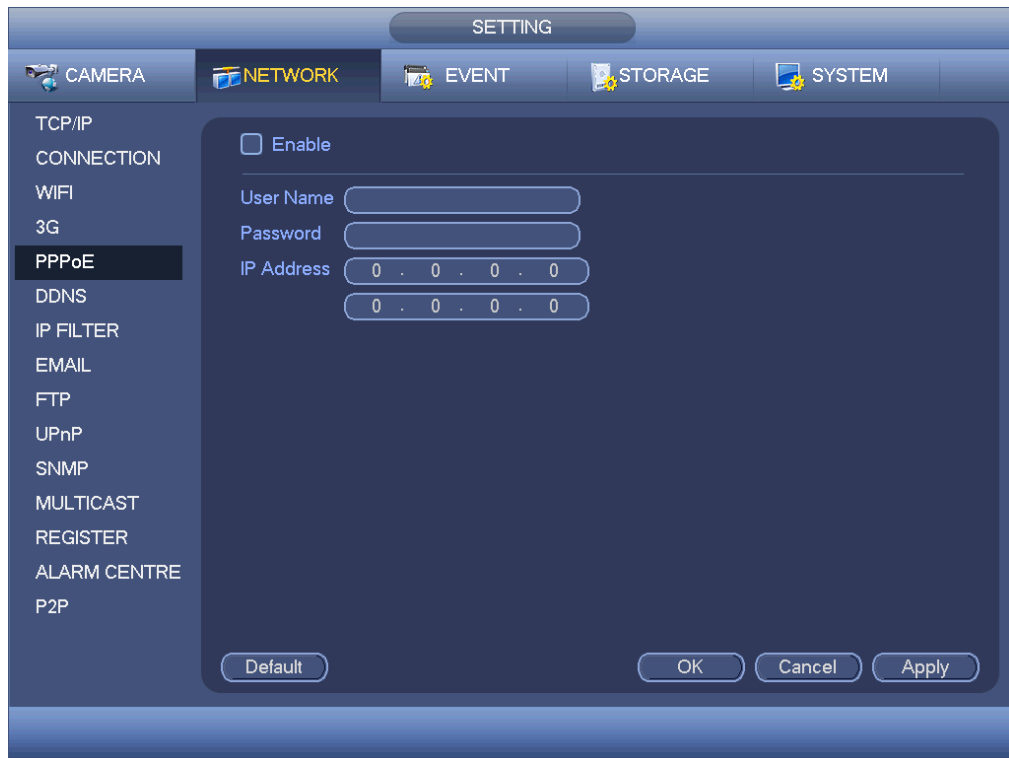 SETTING
CAMERA NETWORK EVENT STORAGE SYSTEM
TCP/IP
CONNECTION
WIFI
3G
PPPoE
DDNS
IP FILTER
EMAIL
FTP
UPnP
SNMP
MULTICAST
REGISTER
ALARM CENTRE
P2P
Enable
User Name
Password
IP Address 0 . 0 . 0 . 0
0 . 0 . 0 . 0
Default OK Cancel Apply